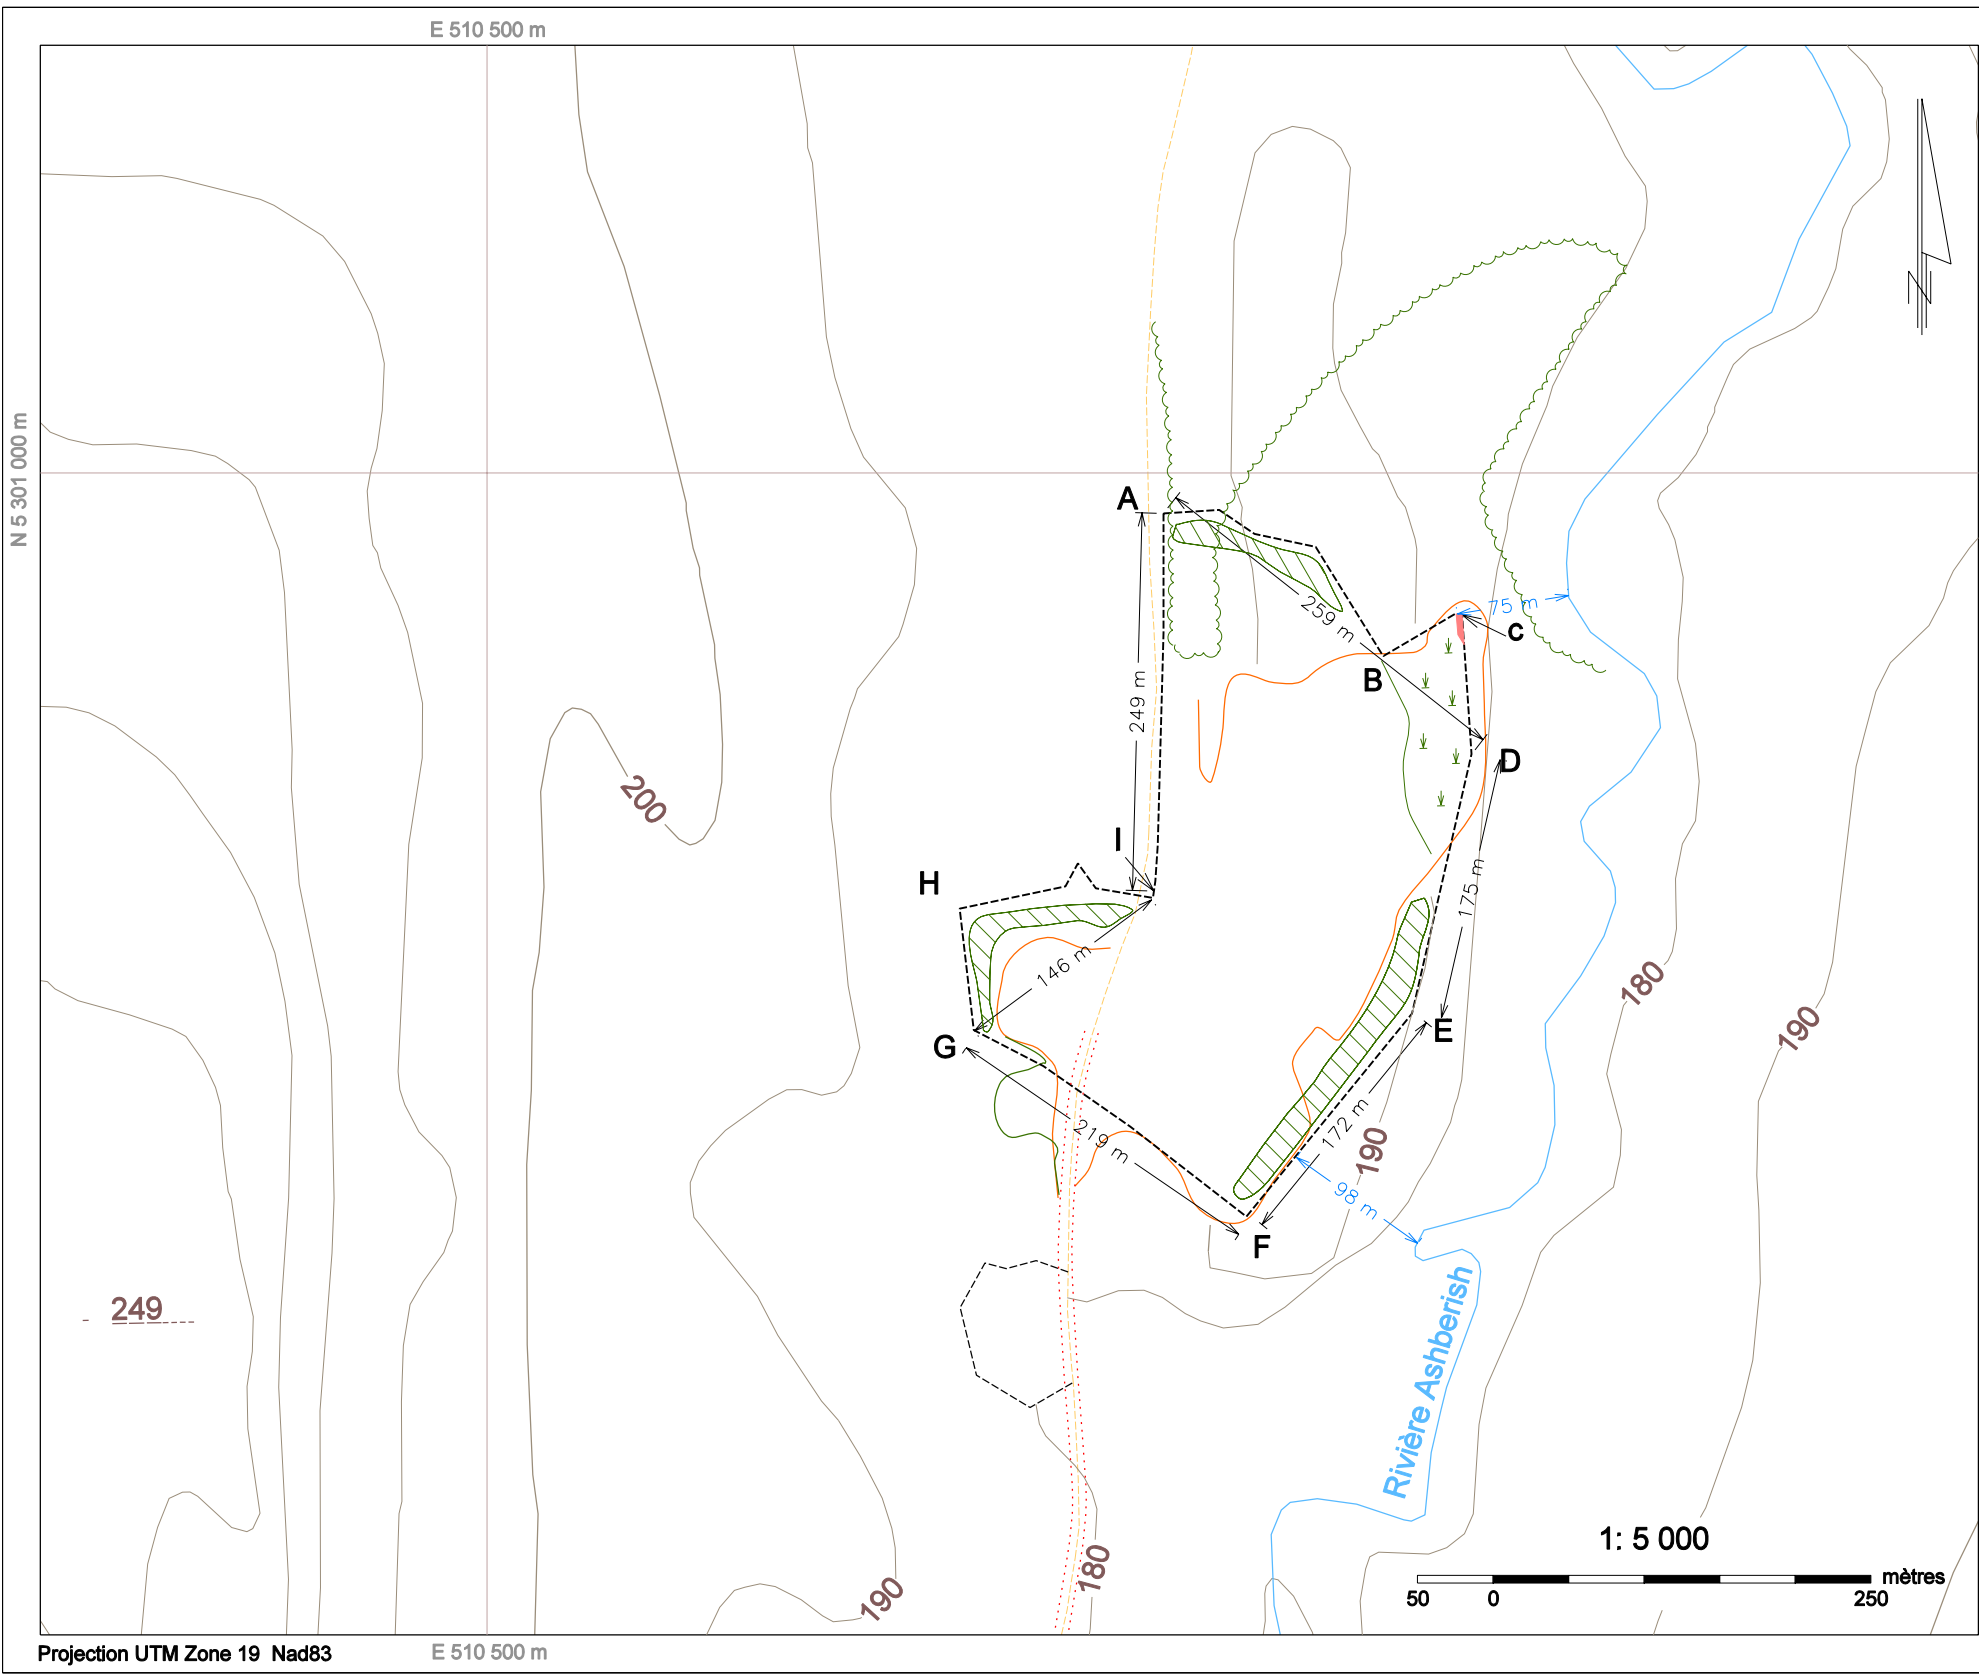 E 510 500 m
N 5 301 000 m
A
75 m
C
259 m
B
249 m
D
200
I
H
175 m
146 m
180
190
G
E
172 m
219 m
190
98 m
F
Rivière Ashberish
249
1: 5 000
mètres
50 0 250
180
190
Projection UTM Zone 19 Nad83
E 510 500 m